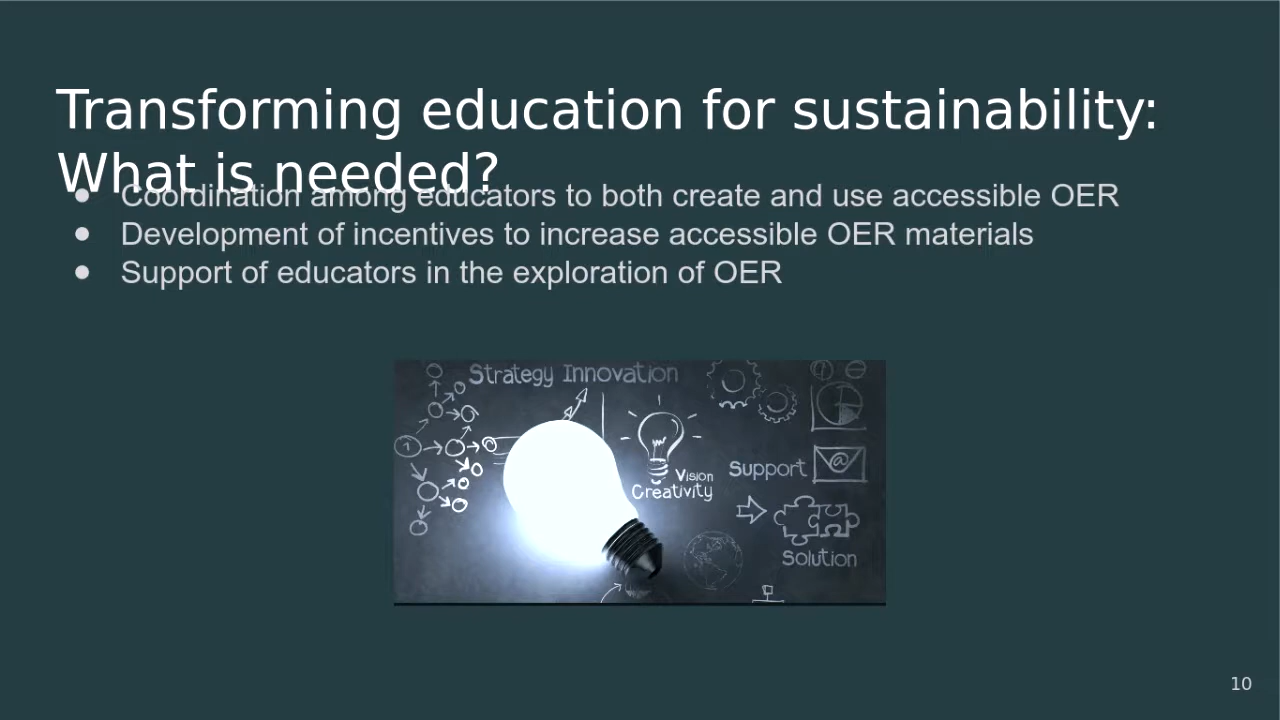 Transforming education for sustainability:
What is needed?
● Coordination among educators to both create and use accessible OER
● Development of incentives to increase accessible OER materials
● Support of educators in the exploration of OER
Strategy Innovation
1
Vision
Creativity
Support
@
Solution
10